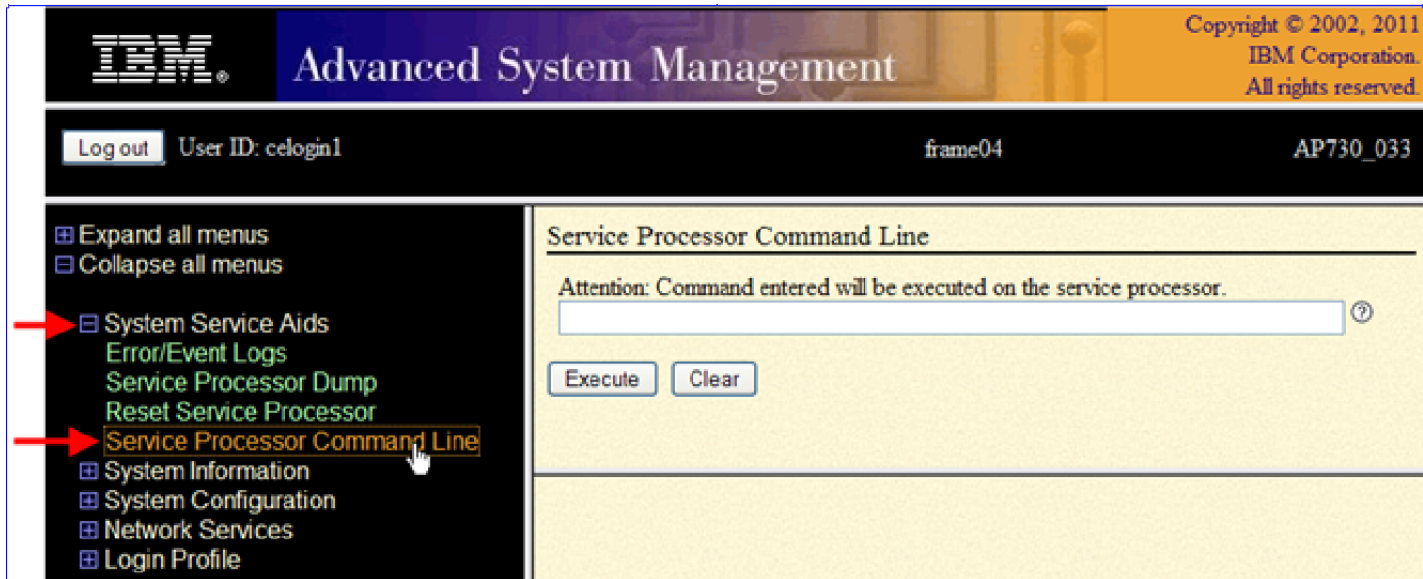 IBM®
Advanced System Management
Copyright © 2002, 2011
IBM Corporation.
All rights reserved.
Log out
User ID: celogin1
frame04
AP730_033
Expand all menus
Collapse all menus
System Service Aids
Error/Event Logs
Service Processor Dump
Reset Service Processor
Service Processor Command Line
System Information
System Configuration
Network Services
Login Profile
Service Processor Command Line
Attention: Command entered will be executed on the service processor.
?
Execute
Clear